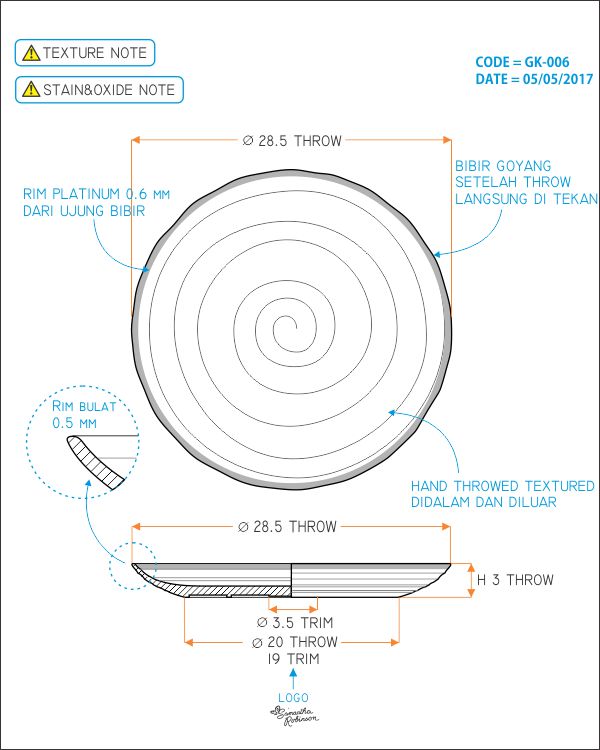 TEXTURE NOTE
STAIN&OXIDE NOTE
CODE = GK-006
DATE = 05/05/2017
Ø 28.5 THROW
RIM PLATINUM 0.6 MM
DARI UJUNG BIBIR
BIBIR GOYANG
SETELAH THROW
LANGSUNG DI TEKAN
RIM BULAT
0.5 MM
HAND THROWED TEXTURED
DIDALAM DAN DILUAR
Ø 28.5 THROW
H 3 THROW
Ø 3.5 TRIM
Ø 20 THROW
19 TRIM
LOGO
Samantha
Robinson